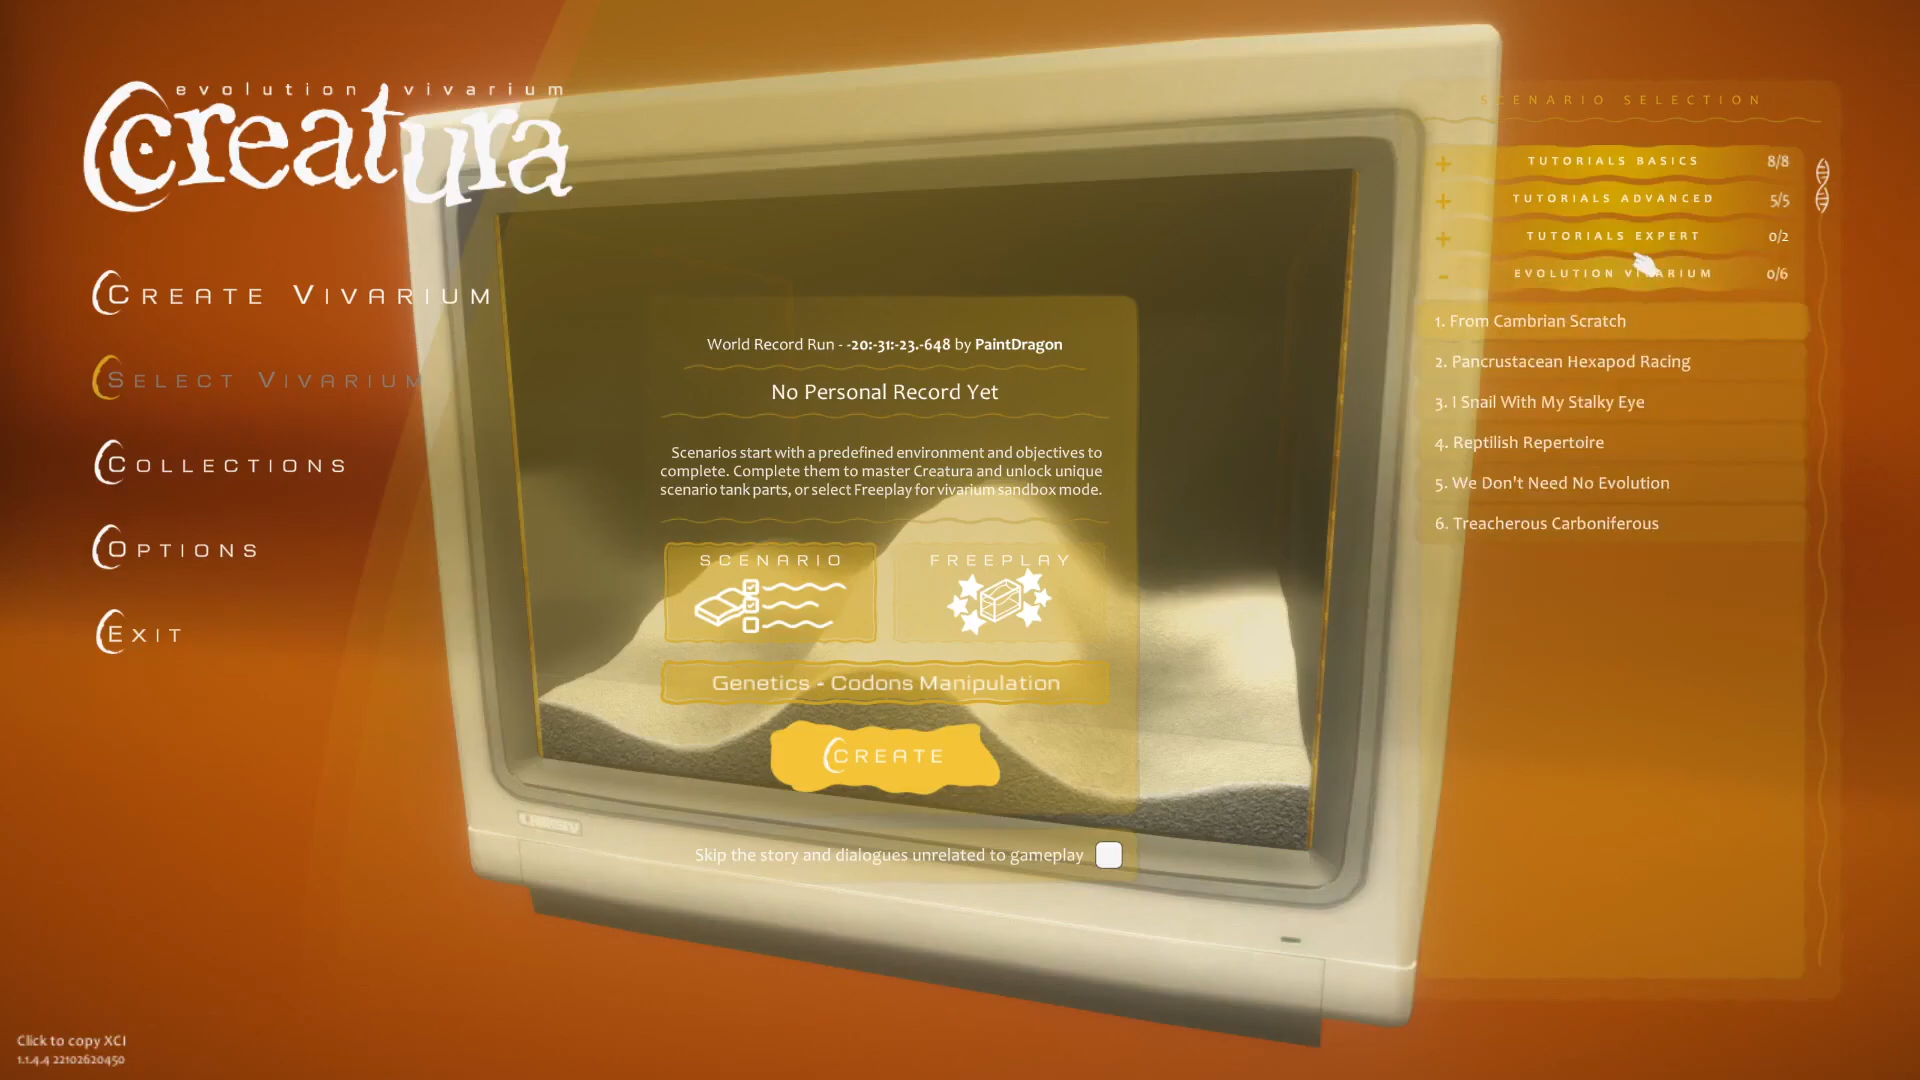 evolution vivarium
creatura
CREATE VIVARIUM
SELECT VIVARIUM
COLLECTIONS
OPTIONS
EXIT
Click to copy XCI
1.1.4.4 22102620450
World Record Run - -20:-31:-23.-648 by PaintDragon
No Personal Record Yet
Scenarios start with a predefined environment and objectives to
complete. Complete them to master Creatura and unlock unique
scenario tank parts, or select Freeplay for vivarium sandbox mode.
SCENARIO
FREEPLAY
Genetics - Codons Manipulation
CREATE
Skip the story and dialogues unrelated to gameplay
SCENARIO SELECTION
+ TUTORIALS BASICS 8/8
+ TUTORIALS ADVANCED 5/5
+ TUTORIALS EXPERT 0/2
- EVOLUTION VIVARIUM 0/6
1. From Cambrian Scratch
2. Pancrustacean Hexapod Racing
3. I Snail With My Stalky Eye
4. Reptilish Repertoire
5. We Don't Need No Evolution
6. Treacherous Carboniferous